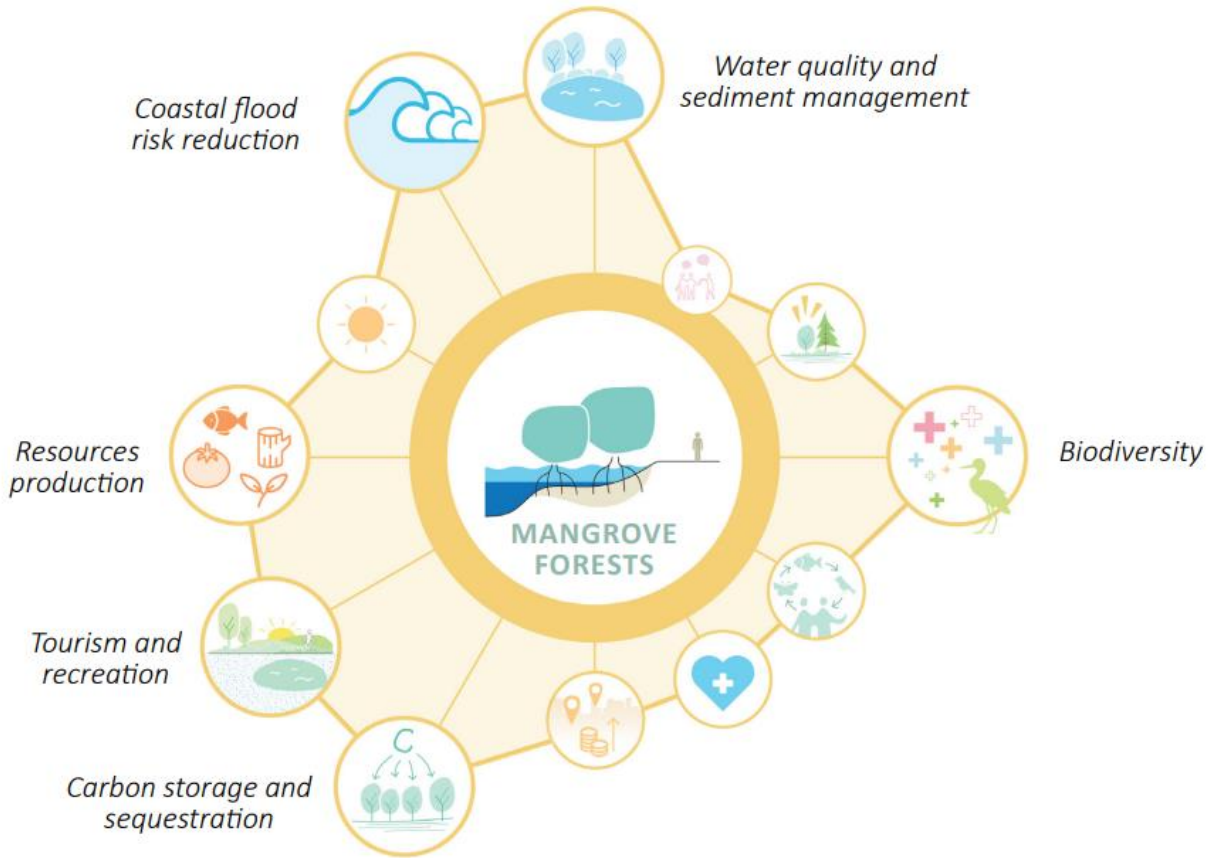 Water quality and
sediment management
Coastal flood
risk reduction
Resources
production
Biodiversity
MANGROVE
FORESTS
Tourism and
recreation
C
Carbon storage and
sequestration